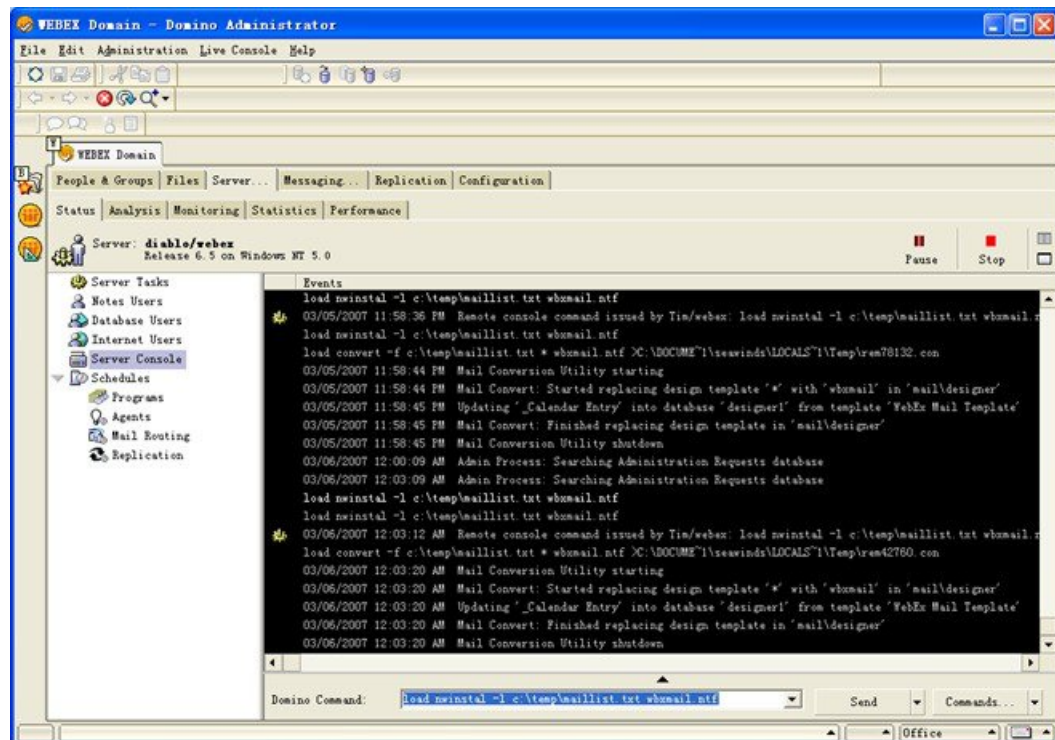 WEBEX Domain - Domino Administrator
File Edit Administration Live Console Help
WEBEX Domain
People & Groups Files Server... Messaging... Replication Configuration
Status Analysis Monitoring Statistics Performance
Server: diablo/webex
Release 6.5 on Windows NT 5.0
Pause Stop
Server Tasks
Notes Users
Database Users
Internet Users
Server Console
Schedules
Programs
Agents
Mail Routing
Replication
Events
load nwinstal -l c:\temp\maillist.txt wbxmail.ntf
03/05/2007 11:58:36 PM Remote console command issued by Tim/webex: load nwinstal -l c:\temp\maillist.txt wbxmail.r
load nwinstal -l c:\temp\maillist.txt wbxmail.ntf
load convert -f c:\temp\maillist.txt * wbxmail.ntf >C:\DOCUME~1\seawinds\LOCALS~1\Temp\rem78132.con
03/05/2007 11:58:44 PM Mail Conversion Utility starting
03/05/2007 11:58:44 PM Mail Convert: Started replacing design template '*' with 'wbxmail' in 'mail\designer'
03/05/2007 11:58:45 PM Updating '_Calendar Entry' into database 'designer1' from template 'WebEx Mail Template'
03/05/2007 11:58:45 PM Mail Convert: Finished replacing design template in 'mail\designer'
03/05/2007 11:58:45 PM Mail Conversion Utility shutdown
03/06/2007 12:00:09 AM Admin Process: Searching Administration Requests database
03/06/2007 12:03:09 AM Admin Process: Searching Administration Requests database
load nwinstal -l c:\temp\maillist.txt wbxmail.ntf
load nwinstal -l c:\temp\maillist.txt wbxmail.ntf
03/06/2007 12:03:12 AM Remote console command issued by Tim/webex: load nwinstal -l c:\temp\maillist.txt wbxmail.r
load convert -f c:\temp\maillist.txt * wbxmail.ntf >C:\DOCUME~1\seawinds\LOCALS~1\Temp\rem42760.con
03/06/2007 12:03:20 AM Mail Conversion Utility starting
03/06/2007 12:03:20 AM Mail Convert: Started replacing design template '*' with 'wbxmail' in 'mail\designer'
03/06/2007 12:03:20 AM Updating '_Calendar Entry' into database 'designer1' from template 'WebEx Mail Template'
03/06/2007 12:03:20 AM Mail Convert: Finished replacing design template in 'mail\designer'
03/06/2007 12:03:20 AM Mail Conversion Utility shutdown
Domino Command: load nwinstal -l c:\temp\maillist.txt wbxmail.ntf Send Commands...
Office